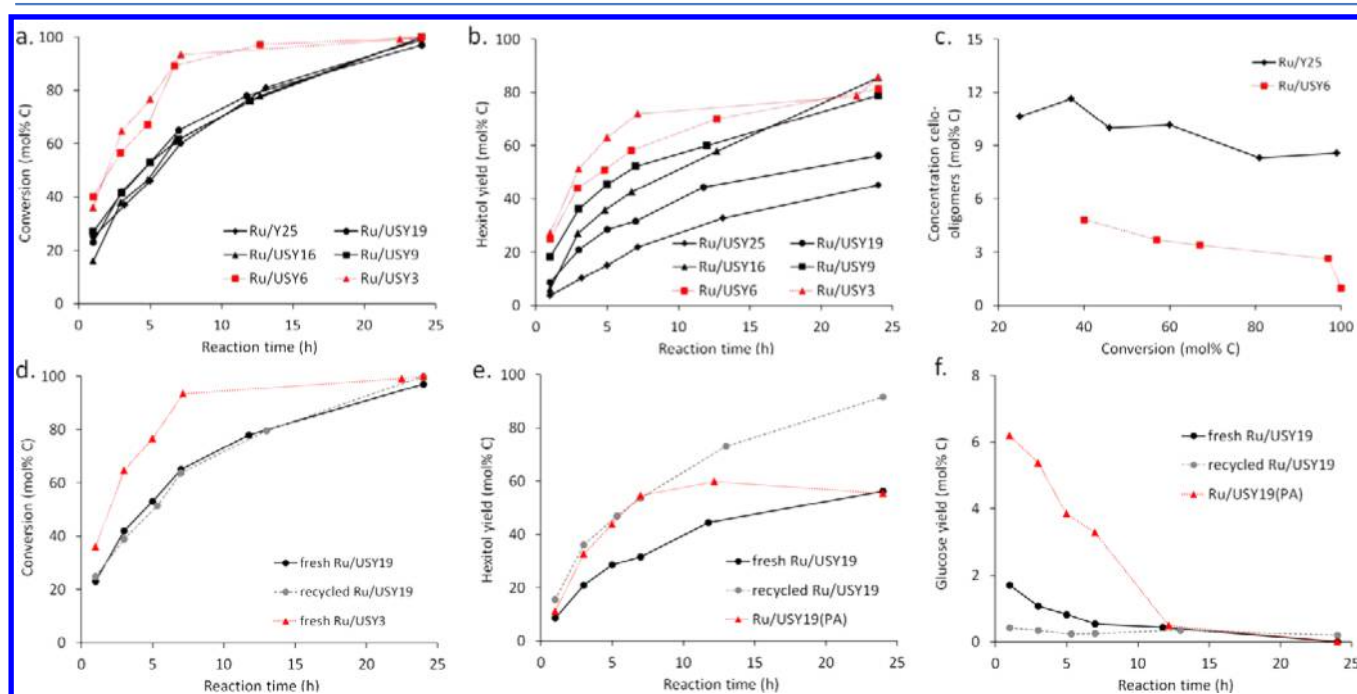 a.
Conversion (mol% C)
100
80
60
40
20
0
Ru/Y25
Ru/USY19
Ru/USY16
Ru/USY9
Ru/USY6
Ru/USY3
0
5
10
15
20
25
Reaction time (h)
b.
Hexitol yield (mol% C)
100
80
60
40
20
0
Ru/USY25
Ru/USY19
Ru/USY16
Ru/USY9
Ru/USY6
Ru/USY3
0
5
10
15
20
25
Reaction time (h)
c.
Concentration cello-
oligomers (mol% C)
15
12
9
6
3
0
Ru/Y25
Ru/USY6
20
40
60
80
100
Conversion (mol% C)
d.
Conversion (mol% C)
100
80
60
40
20
0
fresh Ru/USY19
recycled Ru/USY19
fresh Ru/USY3
0
5
10
15
20
25
Reaction time (h)
e.
Hexitol yield (mol% C)
100
80
60
40
20
0
fresh Ru/USY19
recycled Ru/USY19
Ru/USY19(PA)
0
5
10
15
20
25
Reaction time (h)
f.
Glucose yield (mol% C)
8
6
4
2
0
fresh Ru/USY19
recycled Ru/USY19
Ru/USY19(PA)
0
5
10
15
20
25
Reaction time (h)